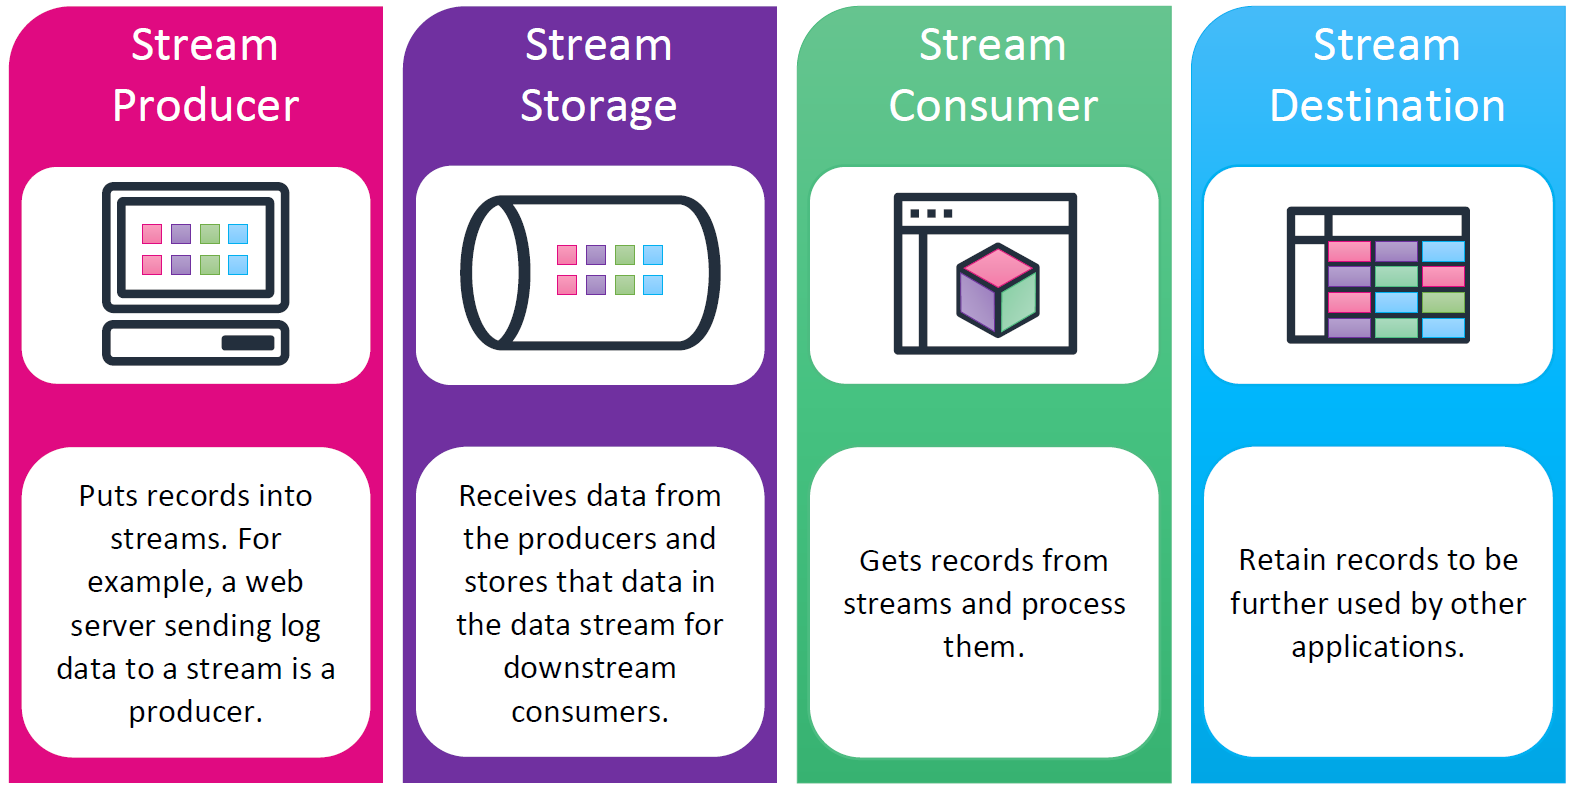 Stream
Producer
Puts records into
streams. For
example, a web
server sending log
data to a stream is a
producer.
Stream
Storage
Receives data from
the producers and
stores that data in
the data stream for
downstream
consumers.
Stream
Consumer
Gets records from
streams and process
them.
Stream
Destination
Retain records to be
further used by other
applications.